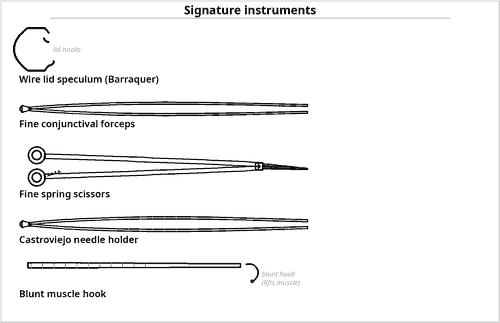 Signature instruments
lid hooks
Wire lid speculum (Barraquer)
Fine conjunctival forceps
Fine spring scissors
Castroviejo needle holder
blunt hook
(lifts muscle)
Blunt muscle hook